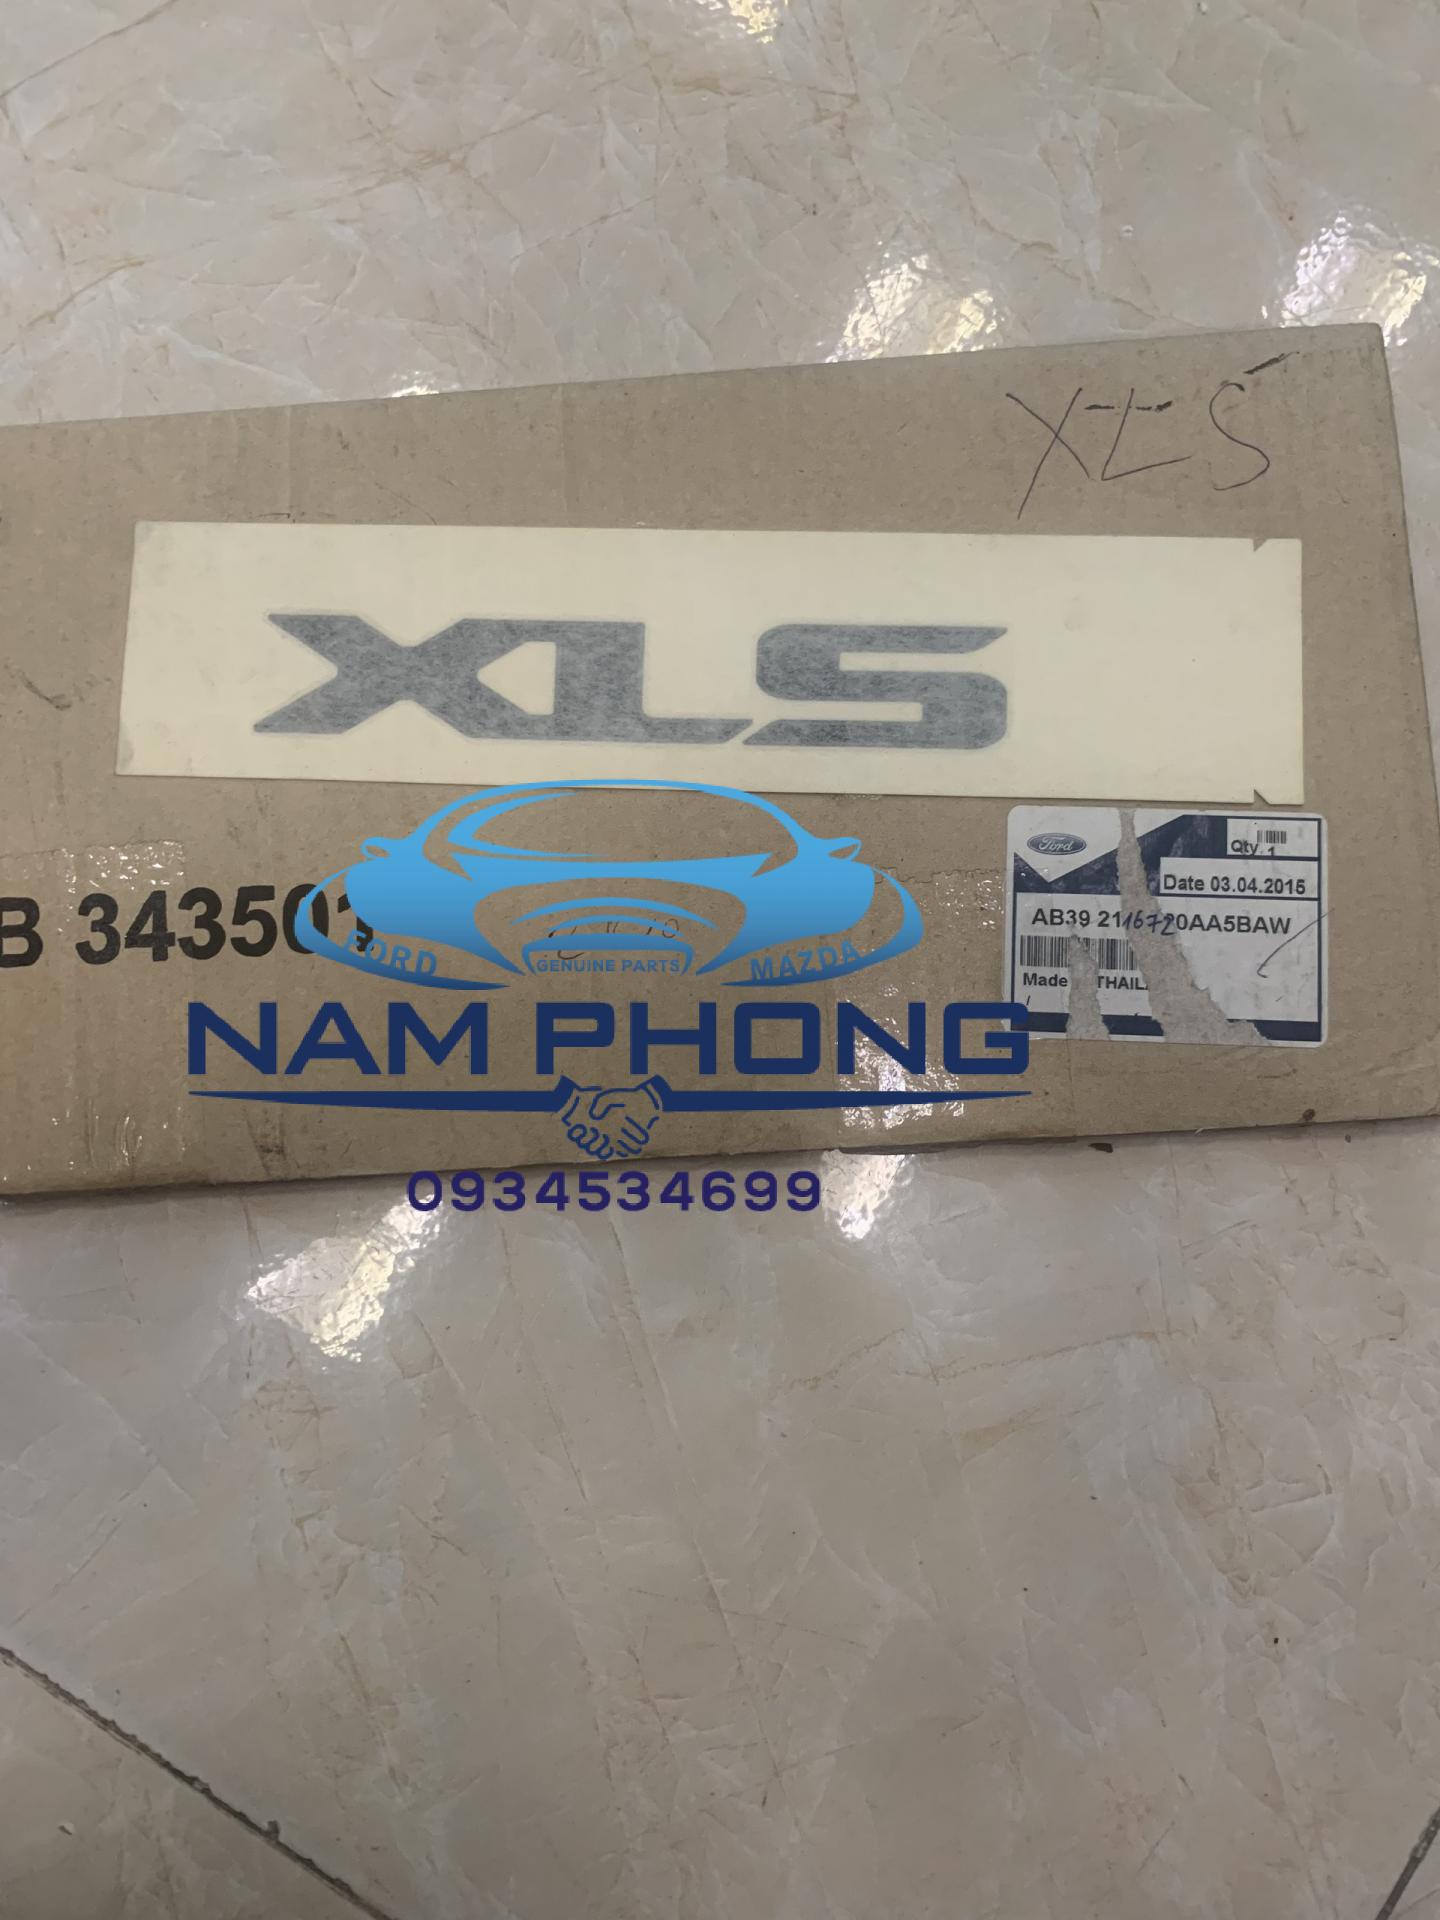 XLS
XLS
Ford
Qty 1
Date 03.04.2015
AB39 2116720AA5BAW
Made THAIL
B 34350
FORD
GENUINE PARTS
MAZDA
NAM PHONG
0934534699